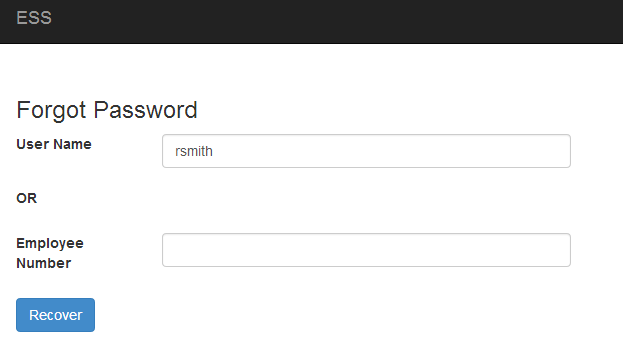 ESS
Forgot Password
User Name
rsmith
OR
Employee
Number
Recover